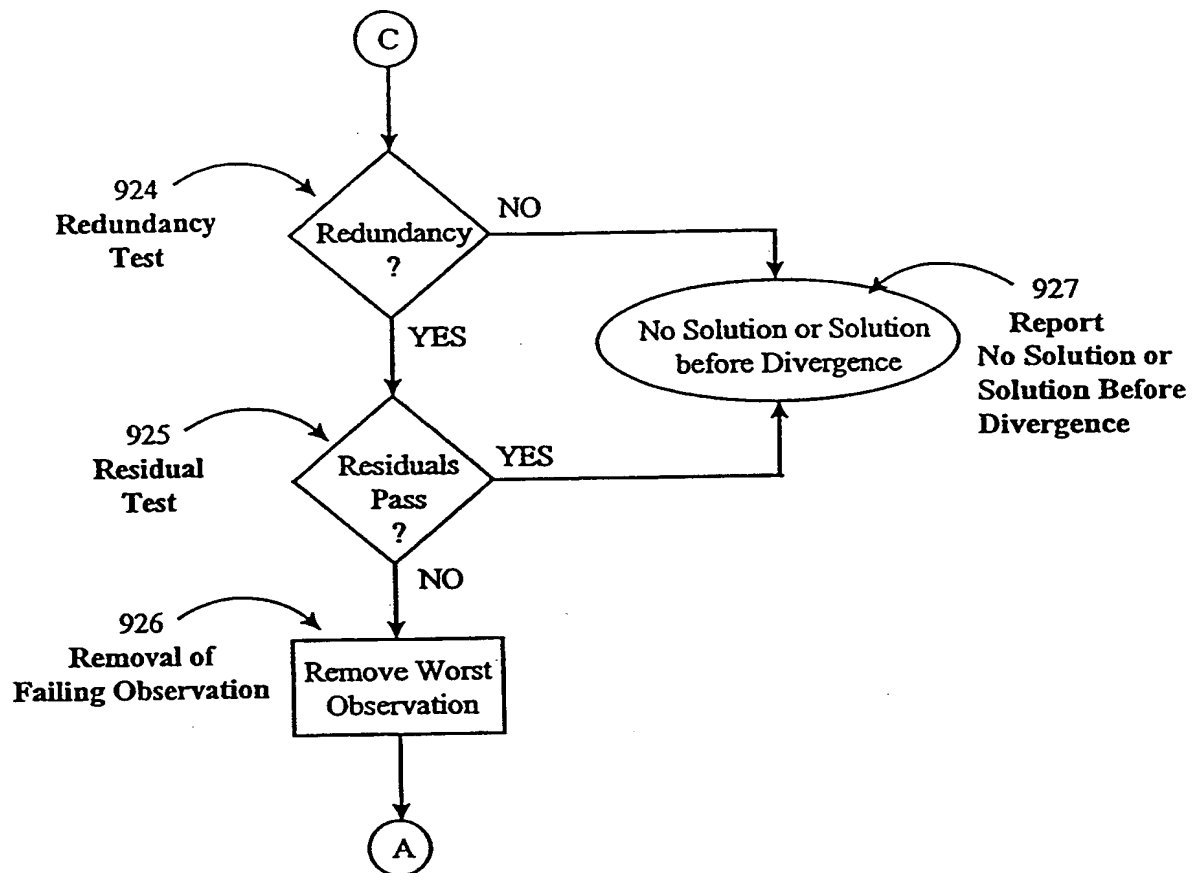 C
924
Redundancy
Test
Redundancy
?
NO
YES
No Solution or Solution
before Divergence
927
Report
No Solution or
Solution Before
Divergence
925
Residual
Test
Residuals
Pass
?
YES
NO
926
Removal of
Failing Observation
Remove Worst
Observation
A